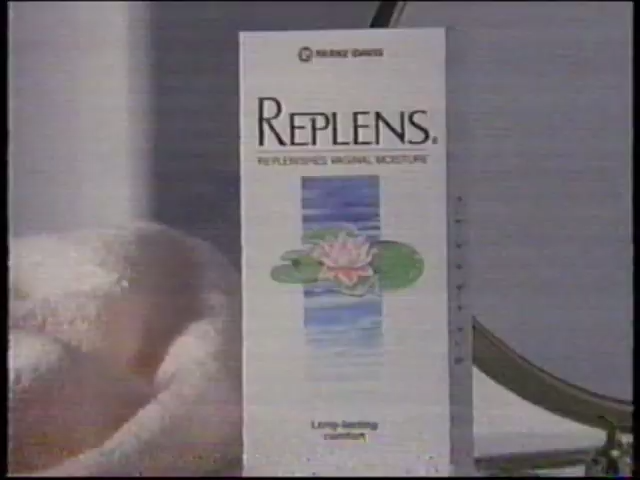 PARKE-DAVIS
REPLENS®
REPLENISHES VAGINAL MOISTURE
Long-lasting
comfort